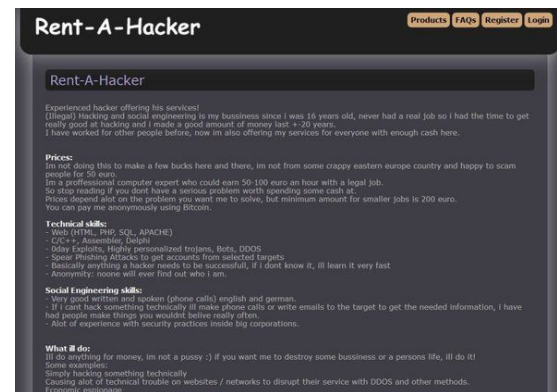 Rent-A-Hacker
Products FAQs Register Login
Rent-A-Hacker
Experienced hacker offering his services!
(Illegal) Hacking and social engineering is my bussiness since i was 16 years old, never had a real job so i had the time to get
really good at hacking and i made a good amount of money last +-20 years.
I have worked for other people before, now im also offering my services for everyone with enough cash here.
Prices:
Im not doing this to make a few bucks here and there, im not from some crappy eastern europe country and happy to scam
people for 50 euro.
Im a proffessional computer expert who could earn 50-100 euro an hour with a legal job.
So stop reading if you dont have a serious problem worth spending some cash at.
Prices depend alot on the problem you want me to solve, but minimum amount for smaller jobs is 200 euro.
You can pay me anonymously using Bitcoin.
Technical skills:
- Web (HTML, PHP, SQL, APACHE)
- C/C++, Assembler, Delphi
- 0day Exploits, Highly personalized trojans, Bots, DDOS
- Spear Phishing Attacks to get accounts from selected targets
- Basically anything a hacker needs to be successfull, if i dont know it, ill learn it very fast
- Anonymity: noone will ever find out who i am.
Social Engineering skills:
- Very good written and spoken (phone calls) english and german.
- If i cant hack something technically ill make phone calls or write emails to the target to get the needed information, i have
had people make things you wouldnt belive really often.
- Alot of experience with security practices inside big corporations.
What ill do:
Ill do anything for money, im not a pussy :) if you want me to destroy some bussiness or a persons life, ill do it!
Some examples:
Simply hacking something technically
Causing alot of technical trouble on websites / networks to disrupt their service with DDOS and other methods.
Economic espionage